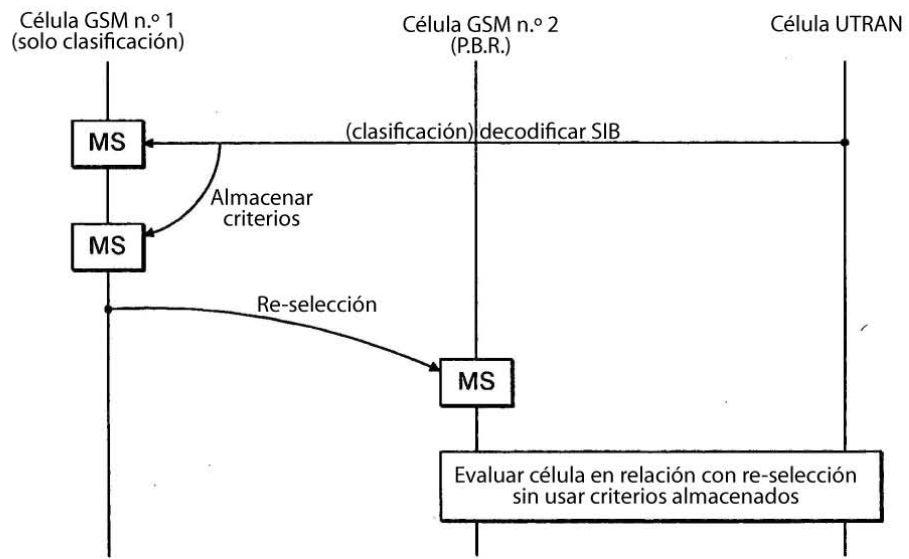 Célula GSM n.º 1
(solo clasificación)
Célula GSM n.º 2
(P.B.R.)
Célula UTRAN
MS
(clasificación) decodificar SIB
Almacenar
criterios
MS
Re-selección
MS
Evaluar célula en relación con re-selección
sin usar criterios almacenados